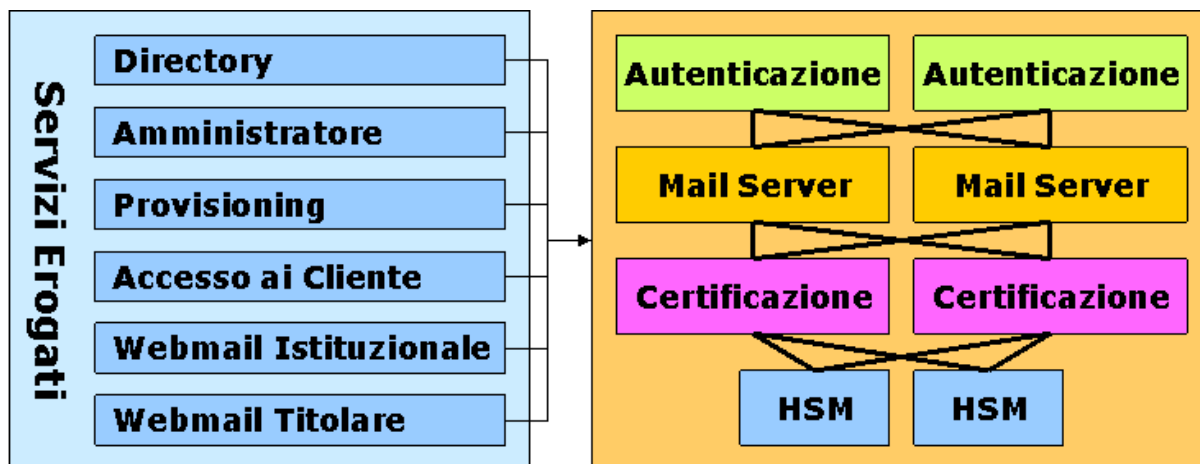 Servizi Erogati
Directory
Amministratore
Provisioning
Accesso ai Cliente
Webmail Istituzionale
Webmail Titolare
Autenticazione
Autenticazione
Mail Server
Mail Server
Certificazione
Certificazione
HSM
HSM